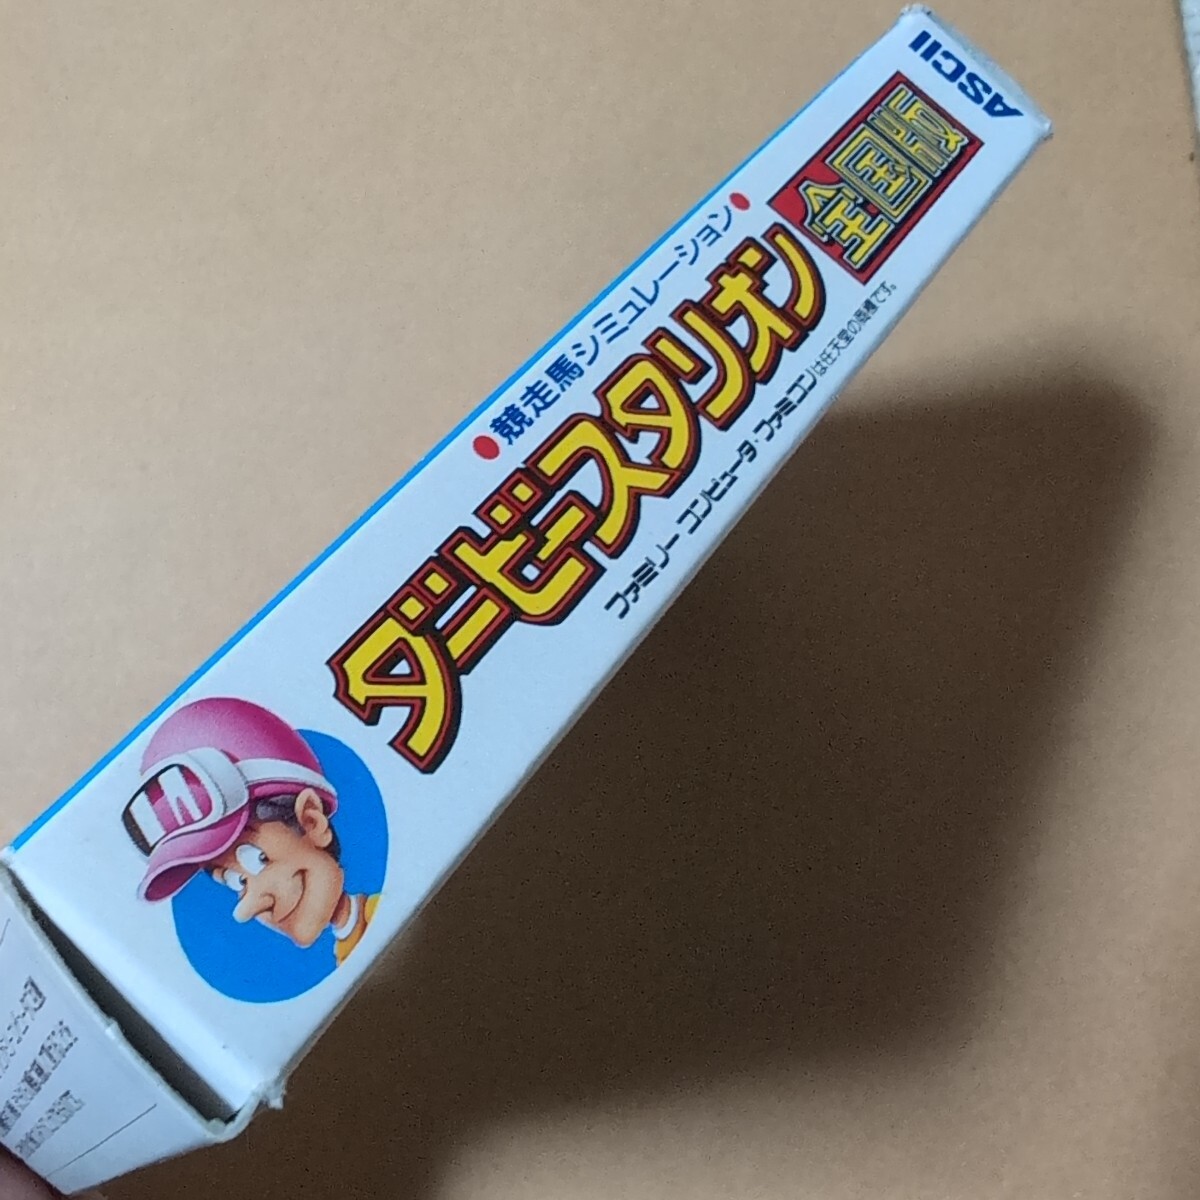 ●競走馬シミュレーション●
ダービースタリオン
全国版
ファミリーコンピュータ・ファミコンは任天堂の商標です。
ASCII